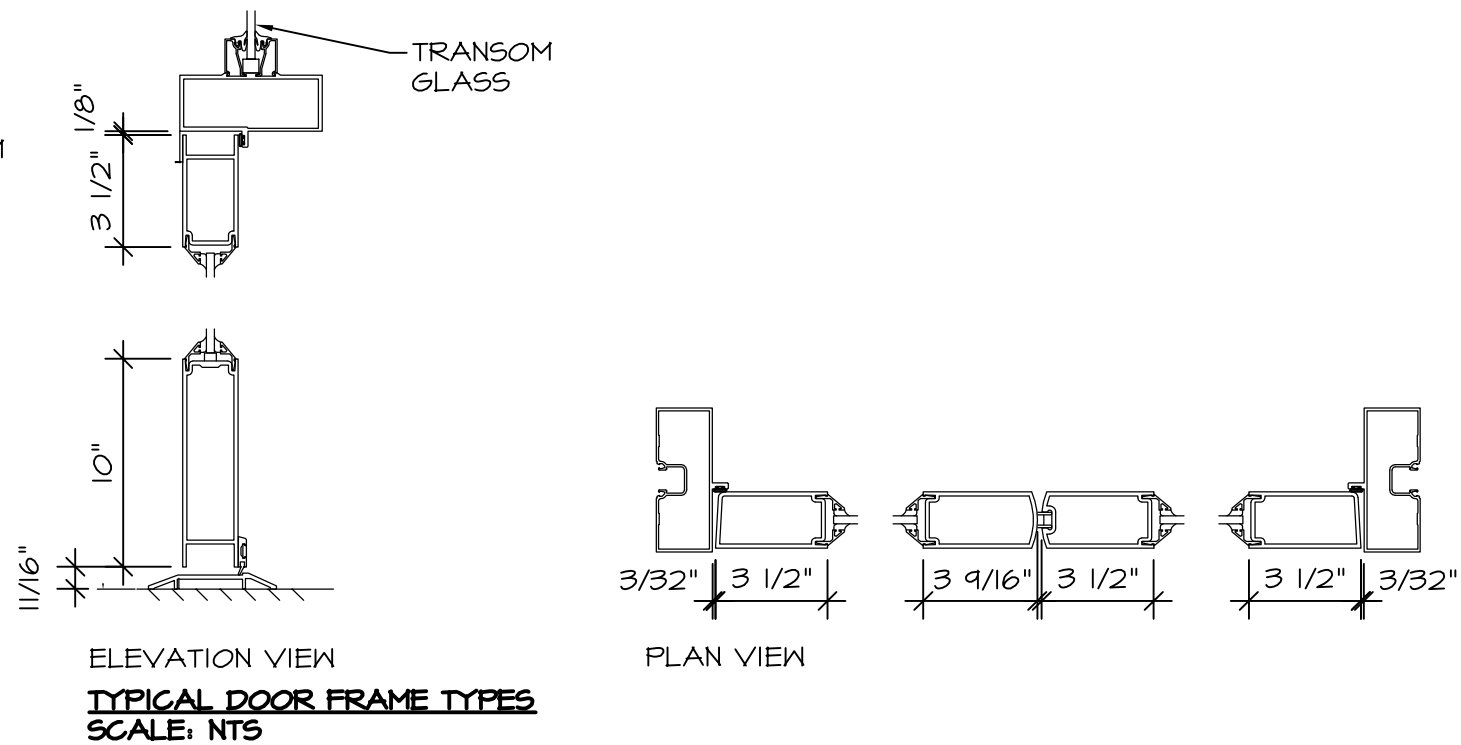 TRANSOM
GLASS
1/8"
3 1/2"
10"
11/16"
3/32"
3 1/2"
3 9/16"
3 1/2"
3 1/2"
3/32"
ELEVATION VIEW
PLAN VIEW
TYPICAL DOOR FRAME TYPES
SCALE: NTS